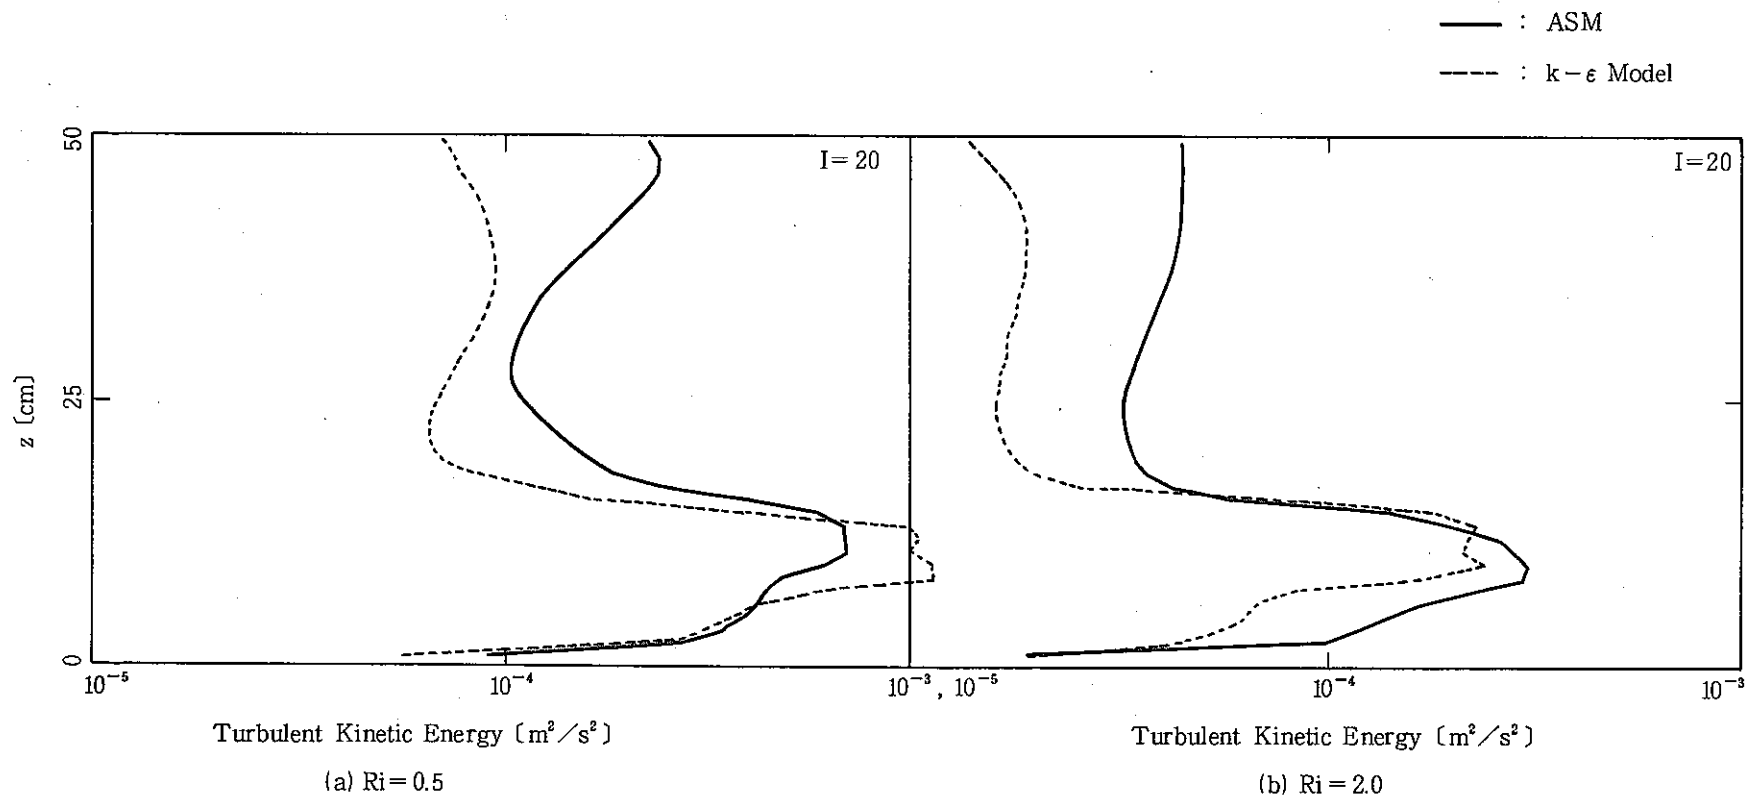 : ASM
: k-ε Model
50
I=20
I=20
25
z [cm]
0
10⁻⁵
10⁻⁴
10⁻³, 10⁻⁵
10⁻⁴
10⁻³
Turbulent Kinetic Energy [m²/s²]
Turbulent Kinetic Energy [m²/s²]
(a) Ri=0.5
(b) Ri=2.0